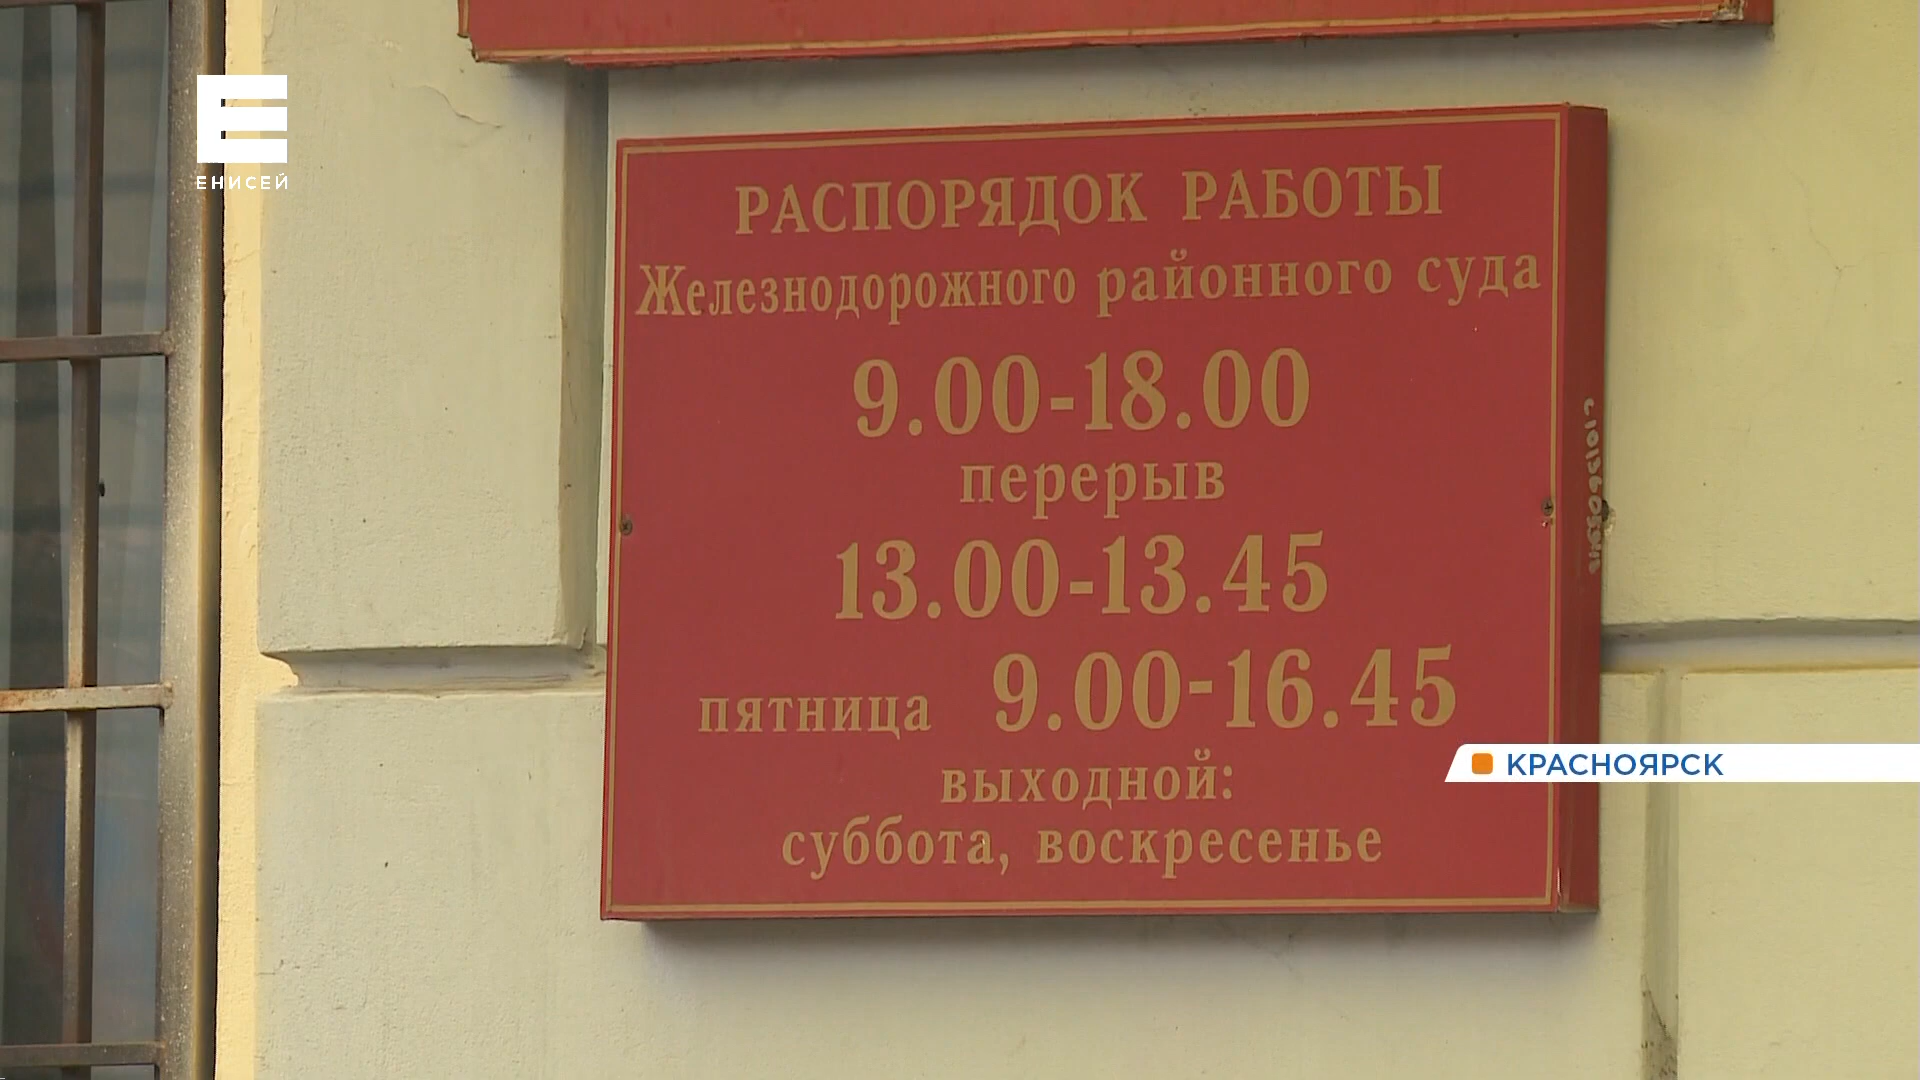 ЕНИСЕЙ
РАСПОРЯДОК РАБОТЫ
Железнодорожного районного суда
9.00-18.00
перерыв
13.00-13.45
пятница 9.00-16.45
выходной:
суббота, воскресенье
КРАСНОЯРСК